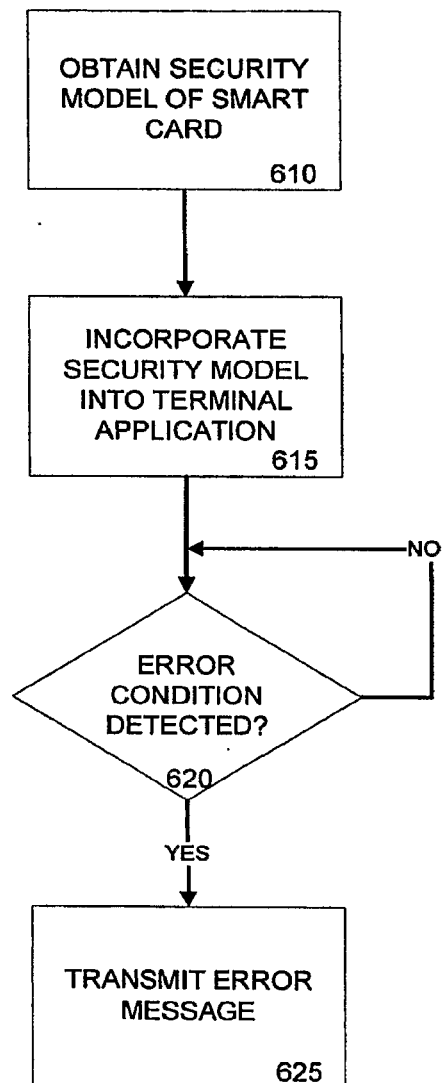 OBTAIN SECURITY
MODEL OF SMART
CARD
610
INCORPORATE
SECURITY MODEL
INTO TERMINAL
APPLICATION
615
NO
ERROR
CONDITION
DETECTED?
620
YES
TRANSMIT ERROR
MESSAGE
625